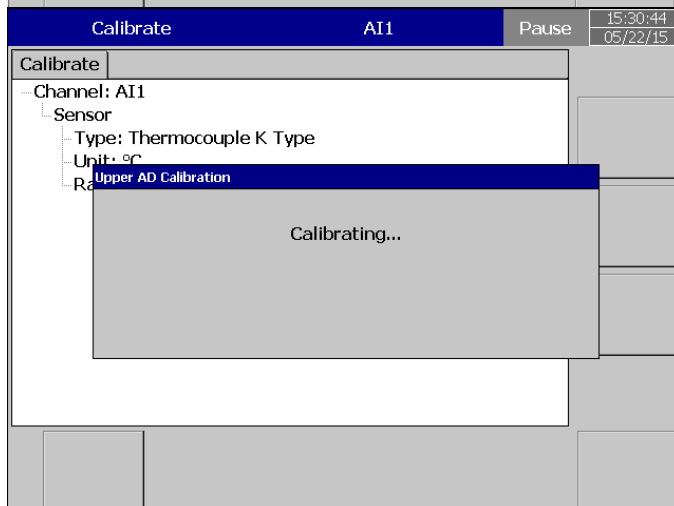 Calibrate AI1 Pause 15:30:44
05/22/15
Calibrate
Channel: AI1
Sensor
Type: Thermocouple K Type
Unit: °C
Ra
Upper AD Calibration
Calibrating...